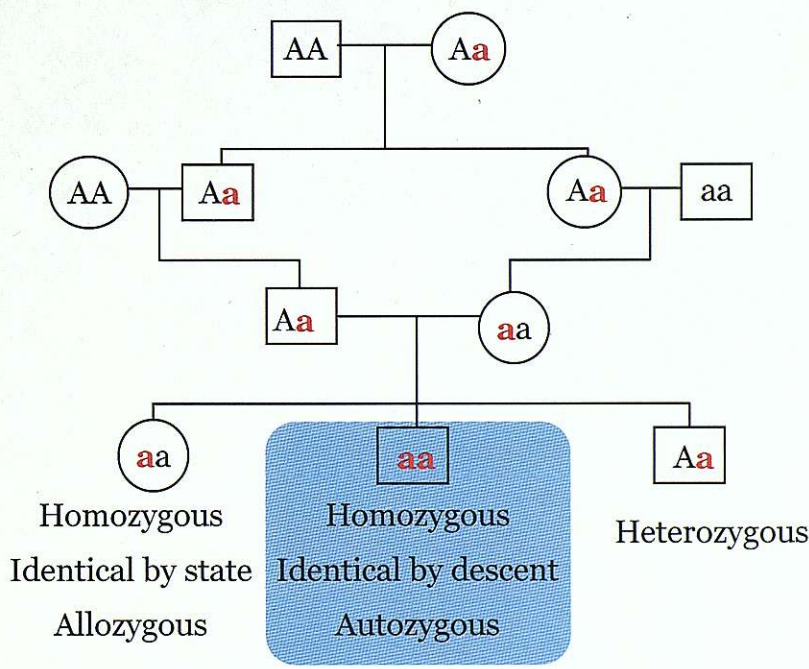 AA Aa
AA Aa Aa aa
Aa aa
aa aa Aa
Homozygous Homozygous Heterozygous
Identical by state Identical by descent
Allozygous Autozygous